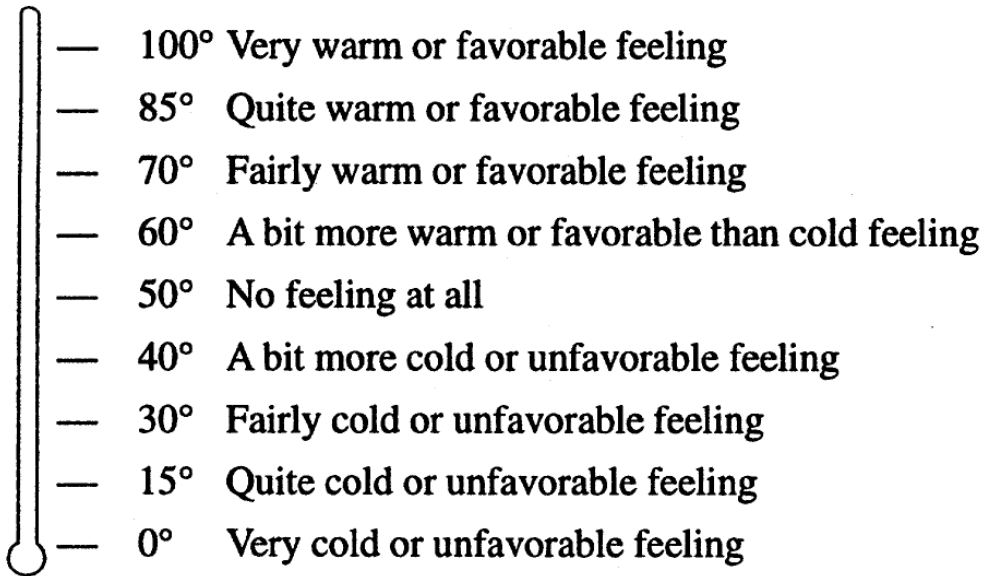 100° Very warm or favorable feeling
85° Quite warm or favorable feeling
70° Fairly warm or favorable feeling
60° A bit more warm or favorable than cold feeling
50° No feeling at all
40° A bit more cold or unfavorable feeling
30° Fairly cold or unfavorable feeling
15° Quite cold or unfavorable feeling
0° Very cold or unfavorable feeling